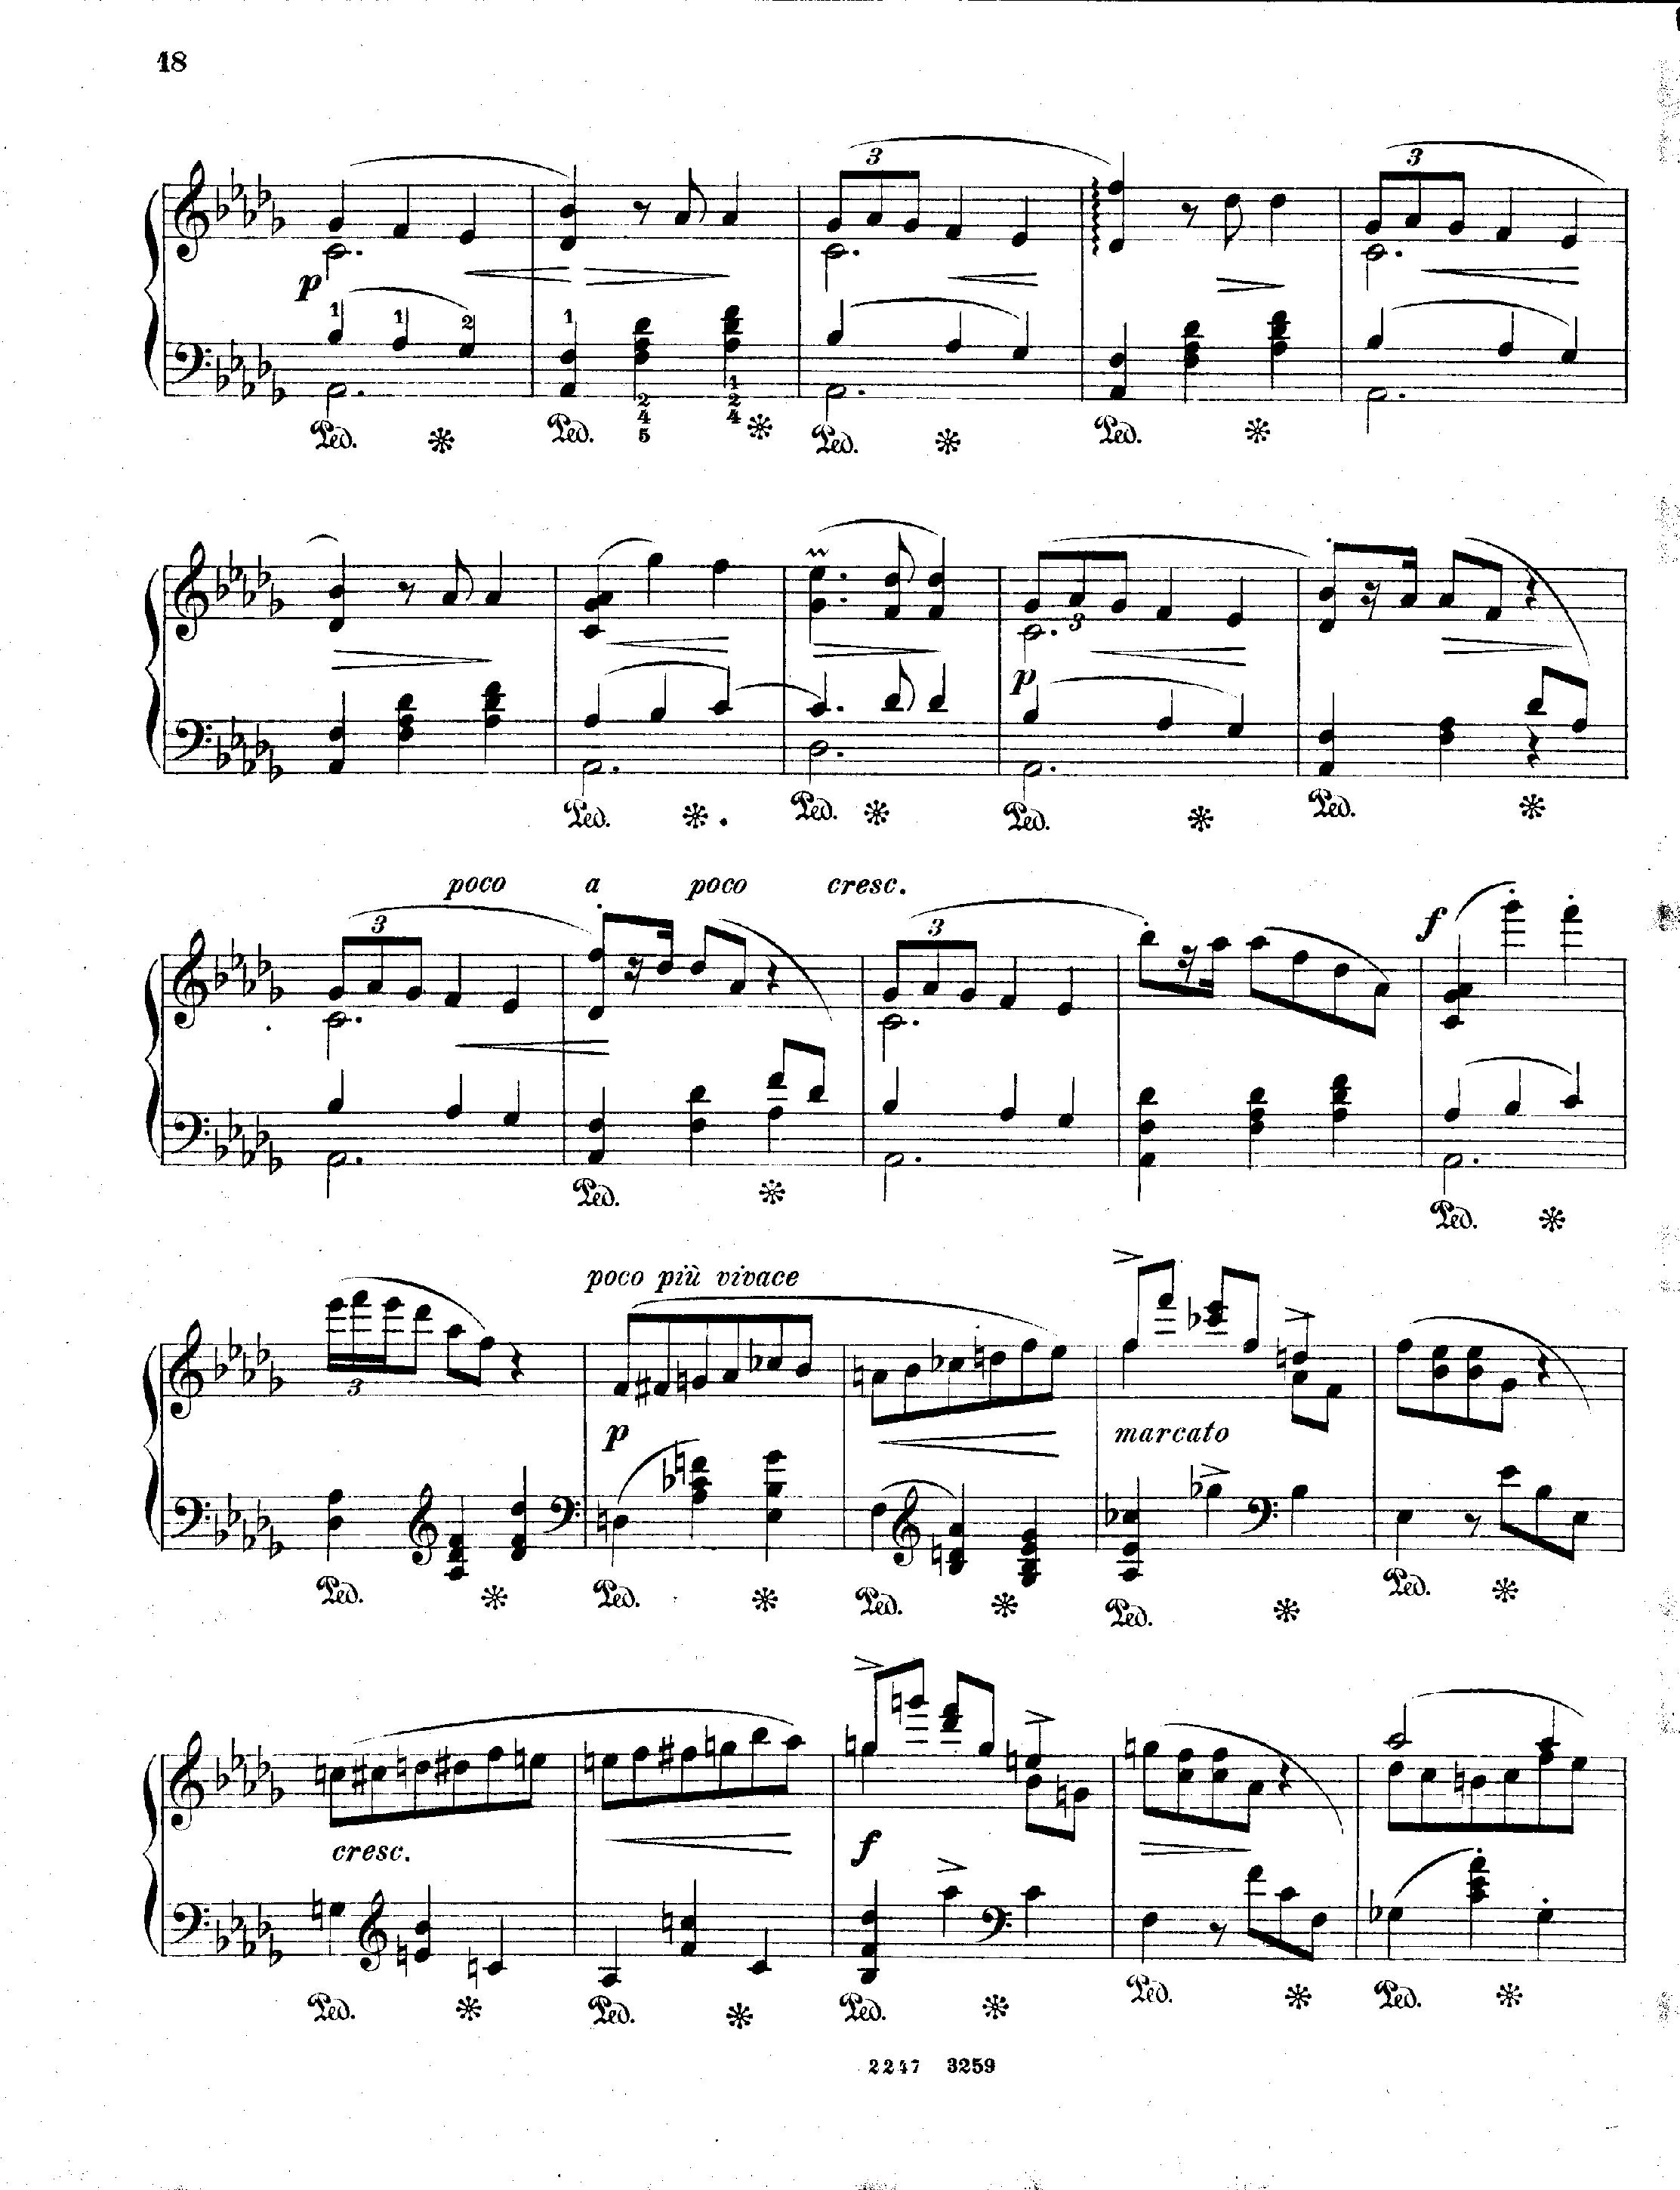 18
3 3
p
1 1 2 1
1
2 2
4 4
5
Ped. Ped. Ped. Ped.
3
3
p
Ped. Ped. Ped. Ped.
poco a poco cresc.
3 3 f
Ped. Ped.
poco più vivace
3
p marcato
Ped. Ped. Ped. Ped. Ped.
cresc. f
Ped. Ped. Ped. Ped. Ped.
2247 3259